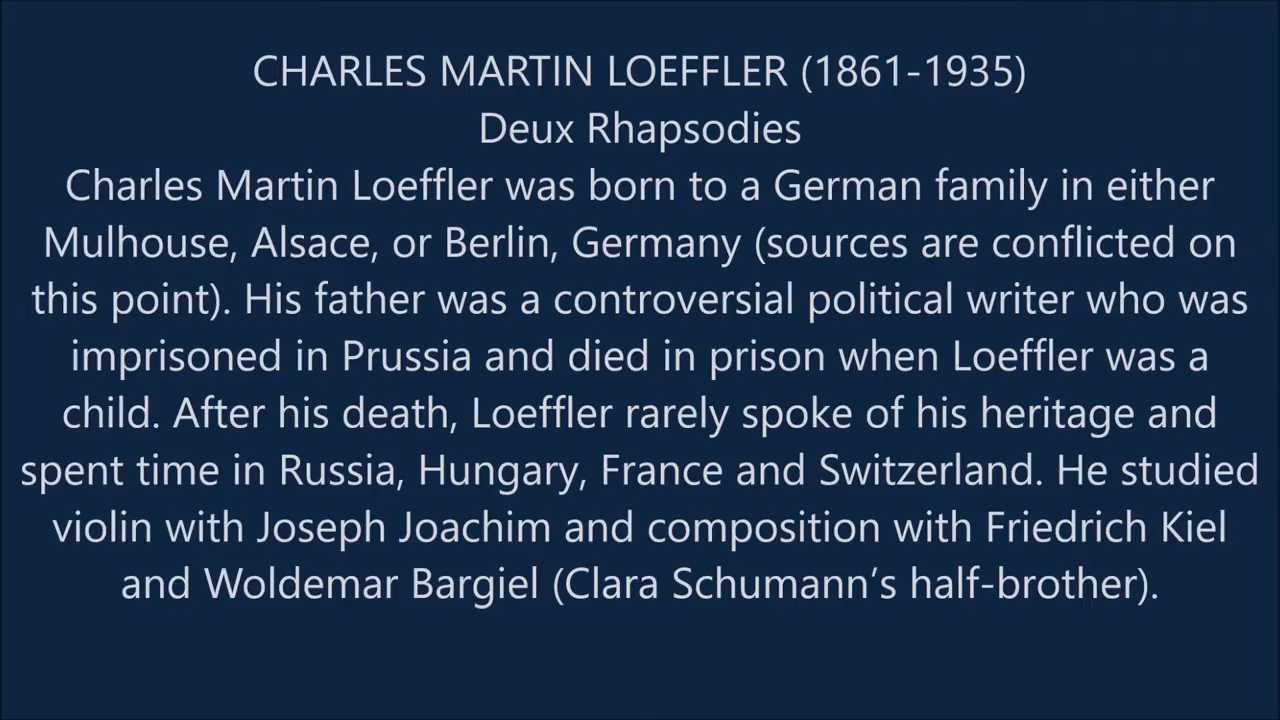 CHARLES MARTIN LOEFFLER (1861-1935)
Deux Rhapsodies
Charles Martin Loeffler was born to a German family in either
Mulhouse, Alsace, or Berlin, Germany (sources are conflicted on
this point). His father was a controversial political writer who was
imprisoned in Prussia and died in prison when Loeffler was a
child. After his death, Loeffler rarely spoke of his heritage and
spent time in Russia, Hungary, France and Switzerland. He studied
violin with Joseph Joachim and composition with Friedrich Kiel
and Woldemar Bargiel (Clara Schumann’s half-brother).